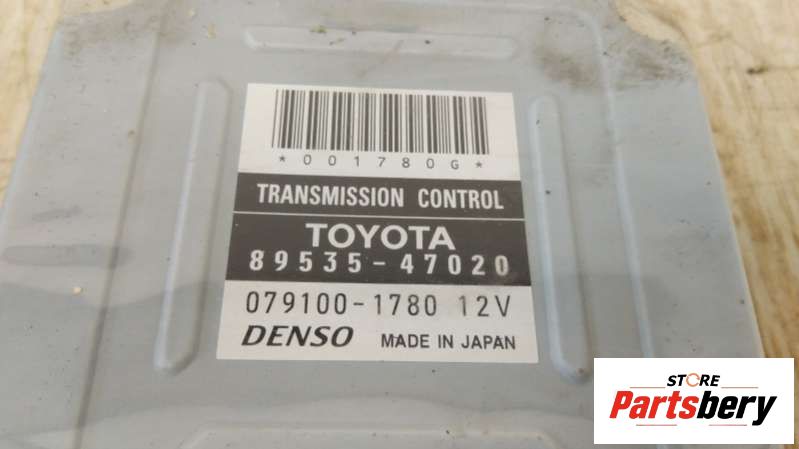 *001780G*
TRANSMISSION CONTROL
TOYOTA
89535-47020
079100-1780 12V
DENSO MADE IN JAPAN
STORE
Partsbery